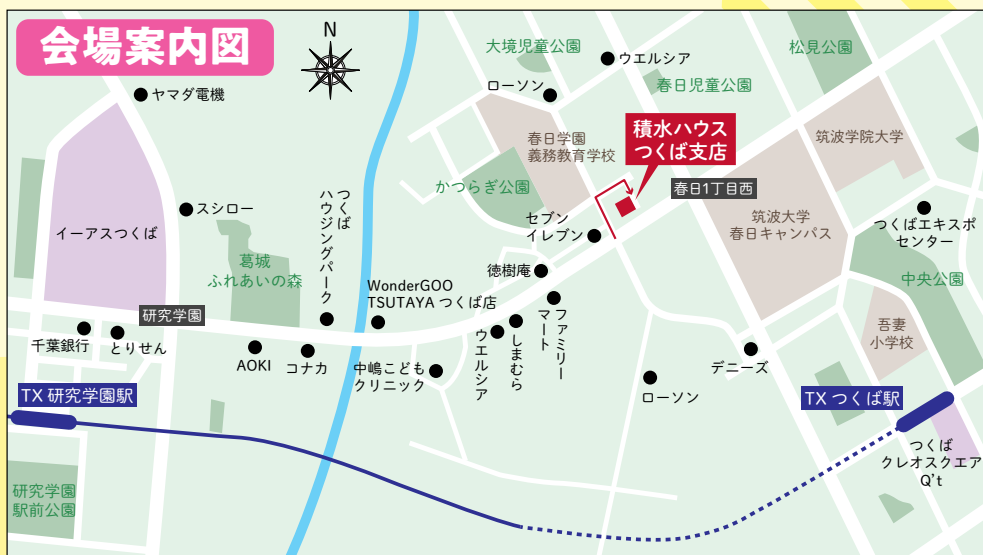 会場案内図
N
大境児童公園
ウエルシア
松見公園
ヤマダ電機
ローソン
春日児童公園
春日学園
義務教育学校
積水ハウス
つくば支店
筑波学院大学
かつらぎ公園
春日1丁目西
スシロー
つくば
ハウジングパーク
セブン
イレブン
筑波大学
春日キャンパス
つくばエキスポ
センター
イーアスつくば
葛城
ふれあいの森
徳樹庵
中央公園
WonderGOO
TSUTAYA つくば店
研究学園
ファミリー
マート
吾妻
小学校
千葉銀行
とりせん
AOKI
コナカ
中嶋こども
クリニック
ウエルシア
しまむら
デニーズ
ローソン
TX 研究学園駅
TX つくば駅
つくば
クレオスクエア
Q't
研究学園
駅前公園